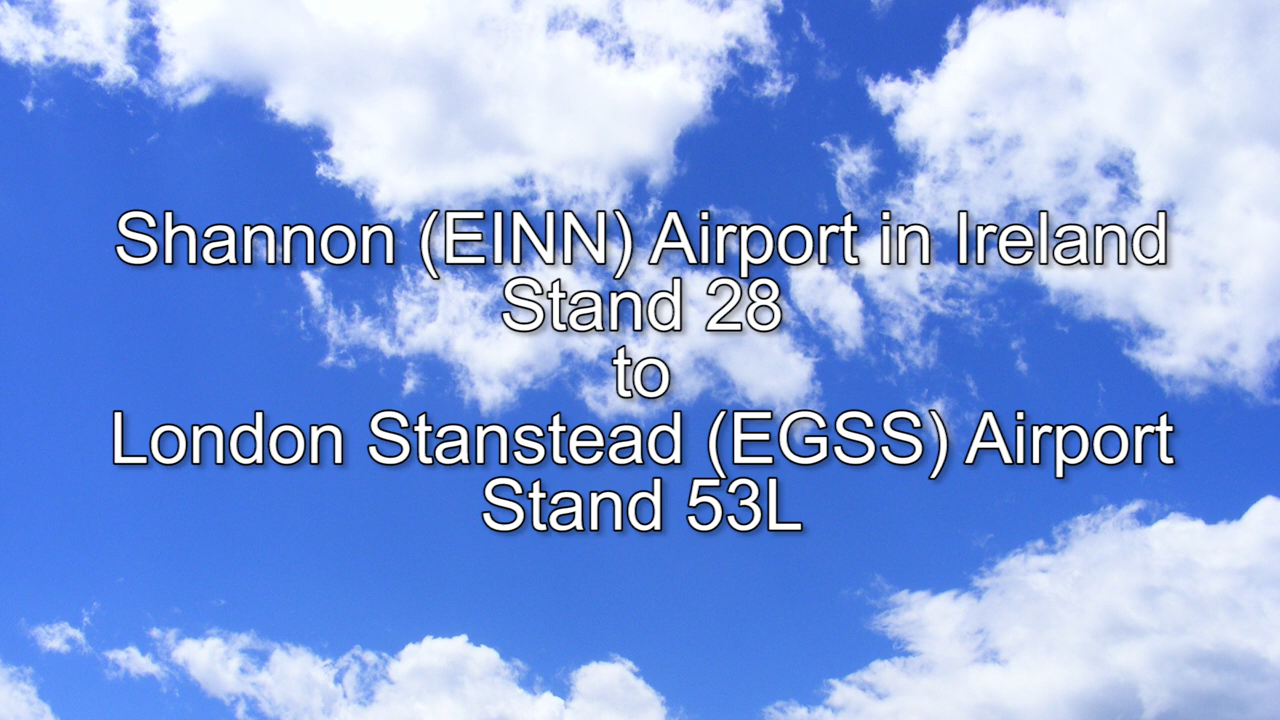 Shannon (EINN) Airport in Ireland
Stand 28
to
London Stanstead (EGSS) Airport
Stand 53L